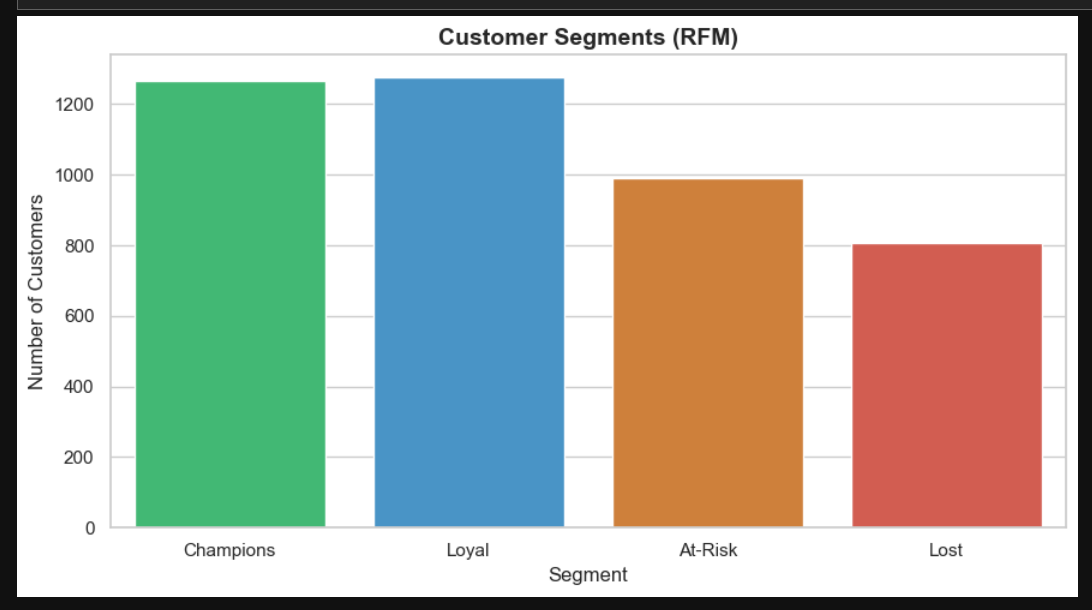 Customer Segments (RFM)
Number of Customers
1200
1000
800
600
400
200
0
Champions
Loyal
At-Risk
Lost
Segment